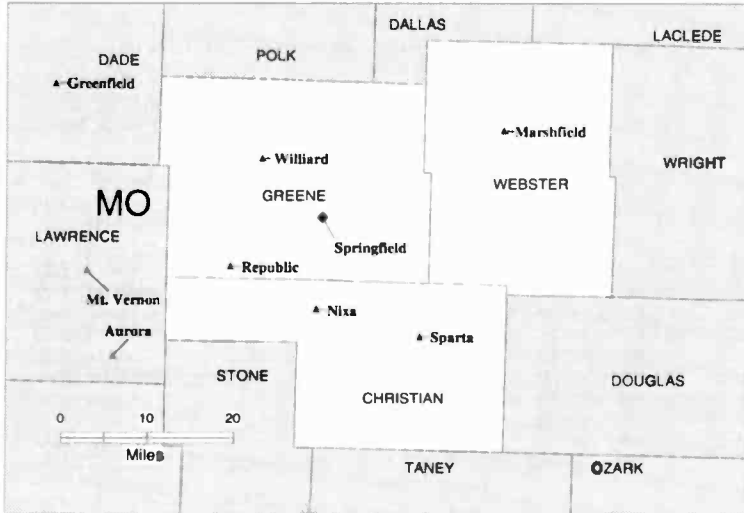 DALLAS
LACLEDE
DADE
POLK
Greenfield
Marshfield
Williard
WRIGHT
WEBSTER
GREENE
MO
LAWRENCE
Springfield
Republic
Mt. Vernon
Nixa
Aurora
Sparta
STONE
DOUGLAS
CHRISTIAN
0 10 20
Miles
TANEY
OZARK